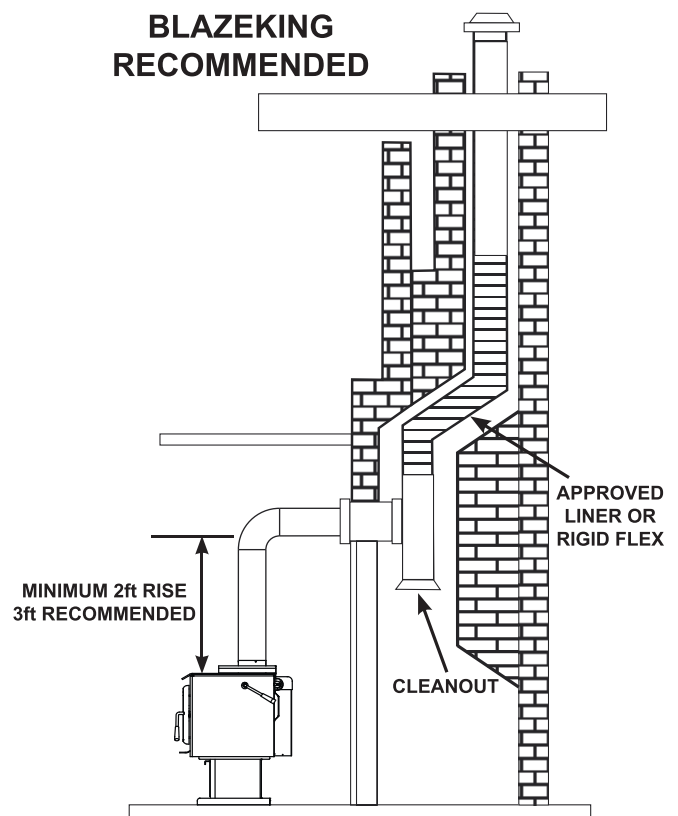 BLAZEKING
RECOMMENDED
APPROVED
LINER OR
RIGID FLEX
MINIMUM 2ft RISE
3ft RECOMMENDED
CLEANOUT